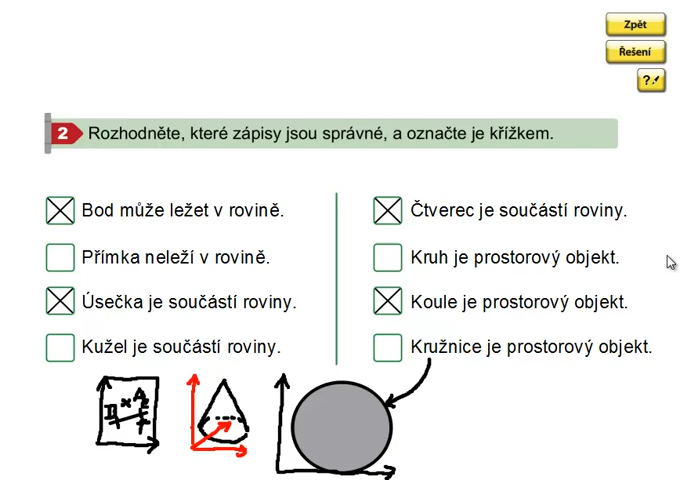 Zpět
Řešení
?
2 Rozhodněte, které zápisy jsou správné, a označte je křížkem.
Bod může ležet v rovině.
Přímka neleží v rovině.
Úsečka je součástí roviny.
Kužel je součástí roviny.
Čtverec je součástí roviny.
Kruh je prostorový objekt.
Koule je prostorový objekt.
Kružnice je prostorový objekt.